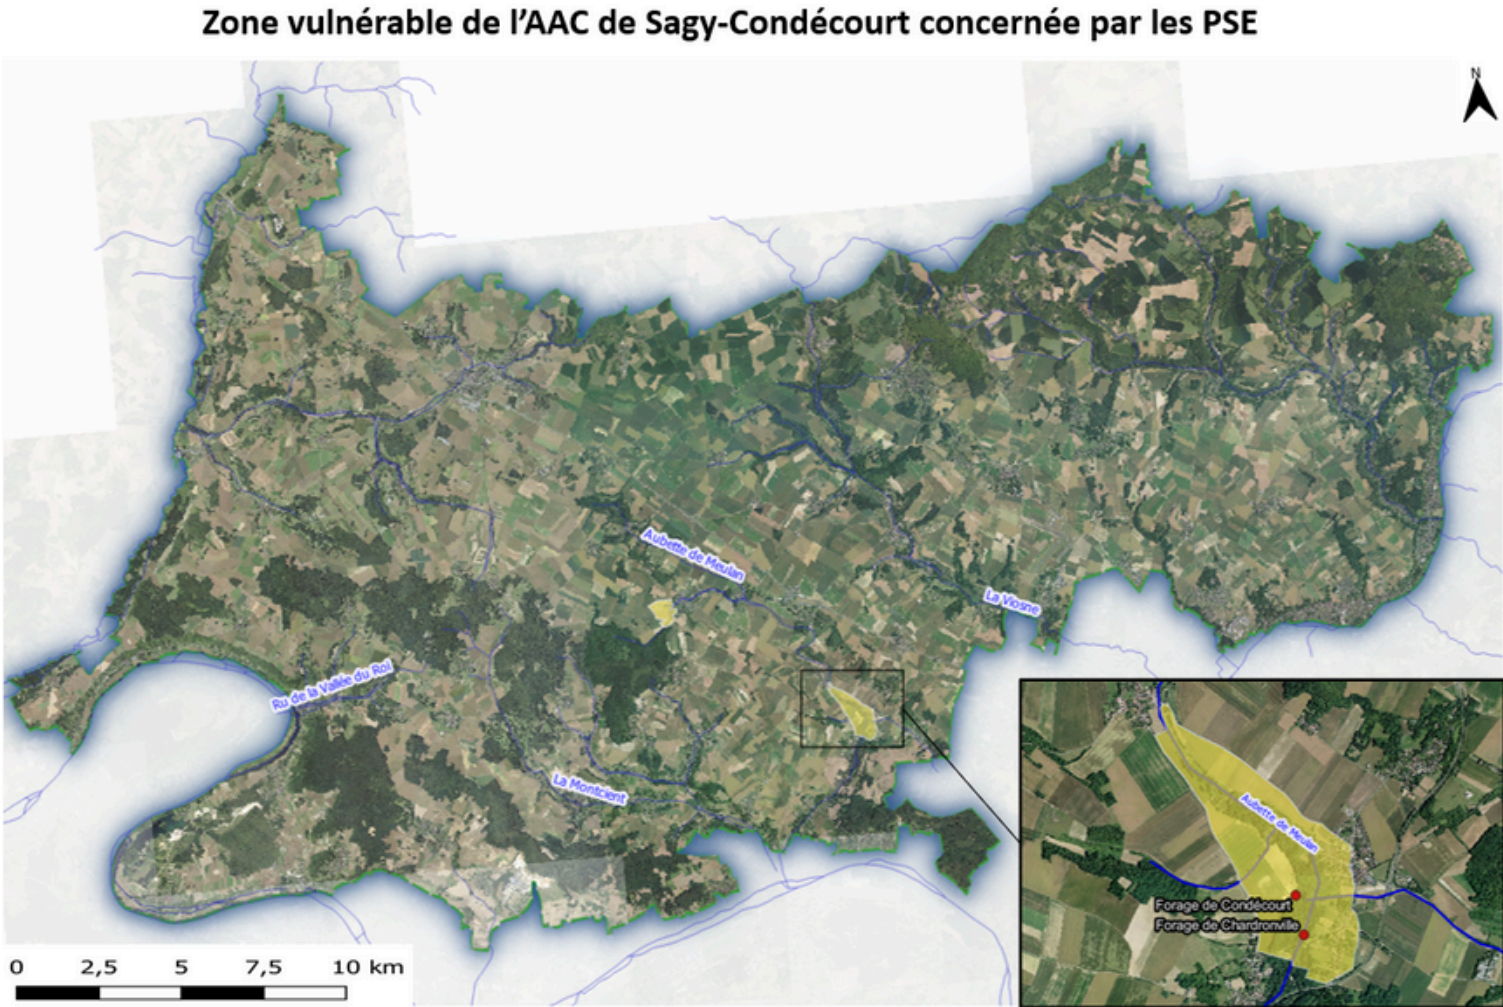 Zone vulnérable de l'AAC de Sagy-Condécourt concernée par les PSE
N
Aubette de Meulan
La Viosne
Ru de la Vallée du Roi
La Montcient
Aubette de Meulan
Forage de Condécourt
Forage de Chardronville
0 2,5 5 7,5 10 km